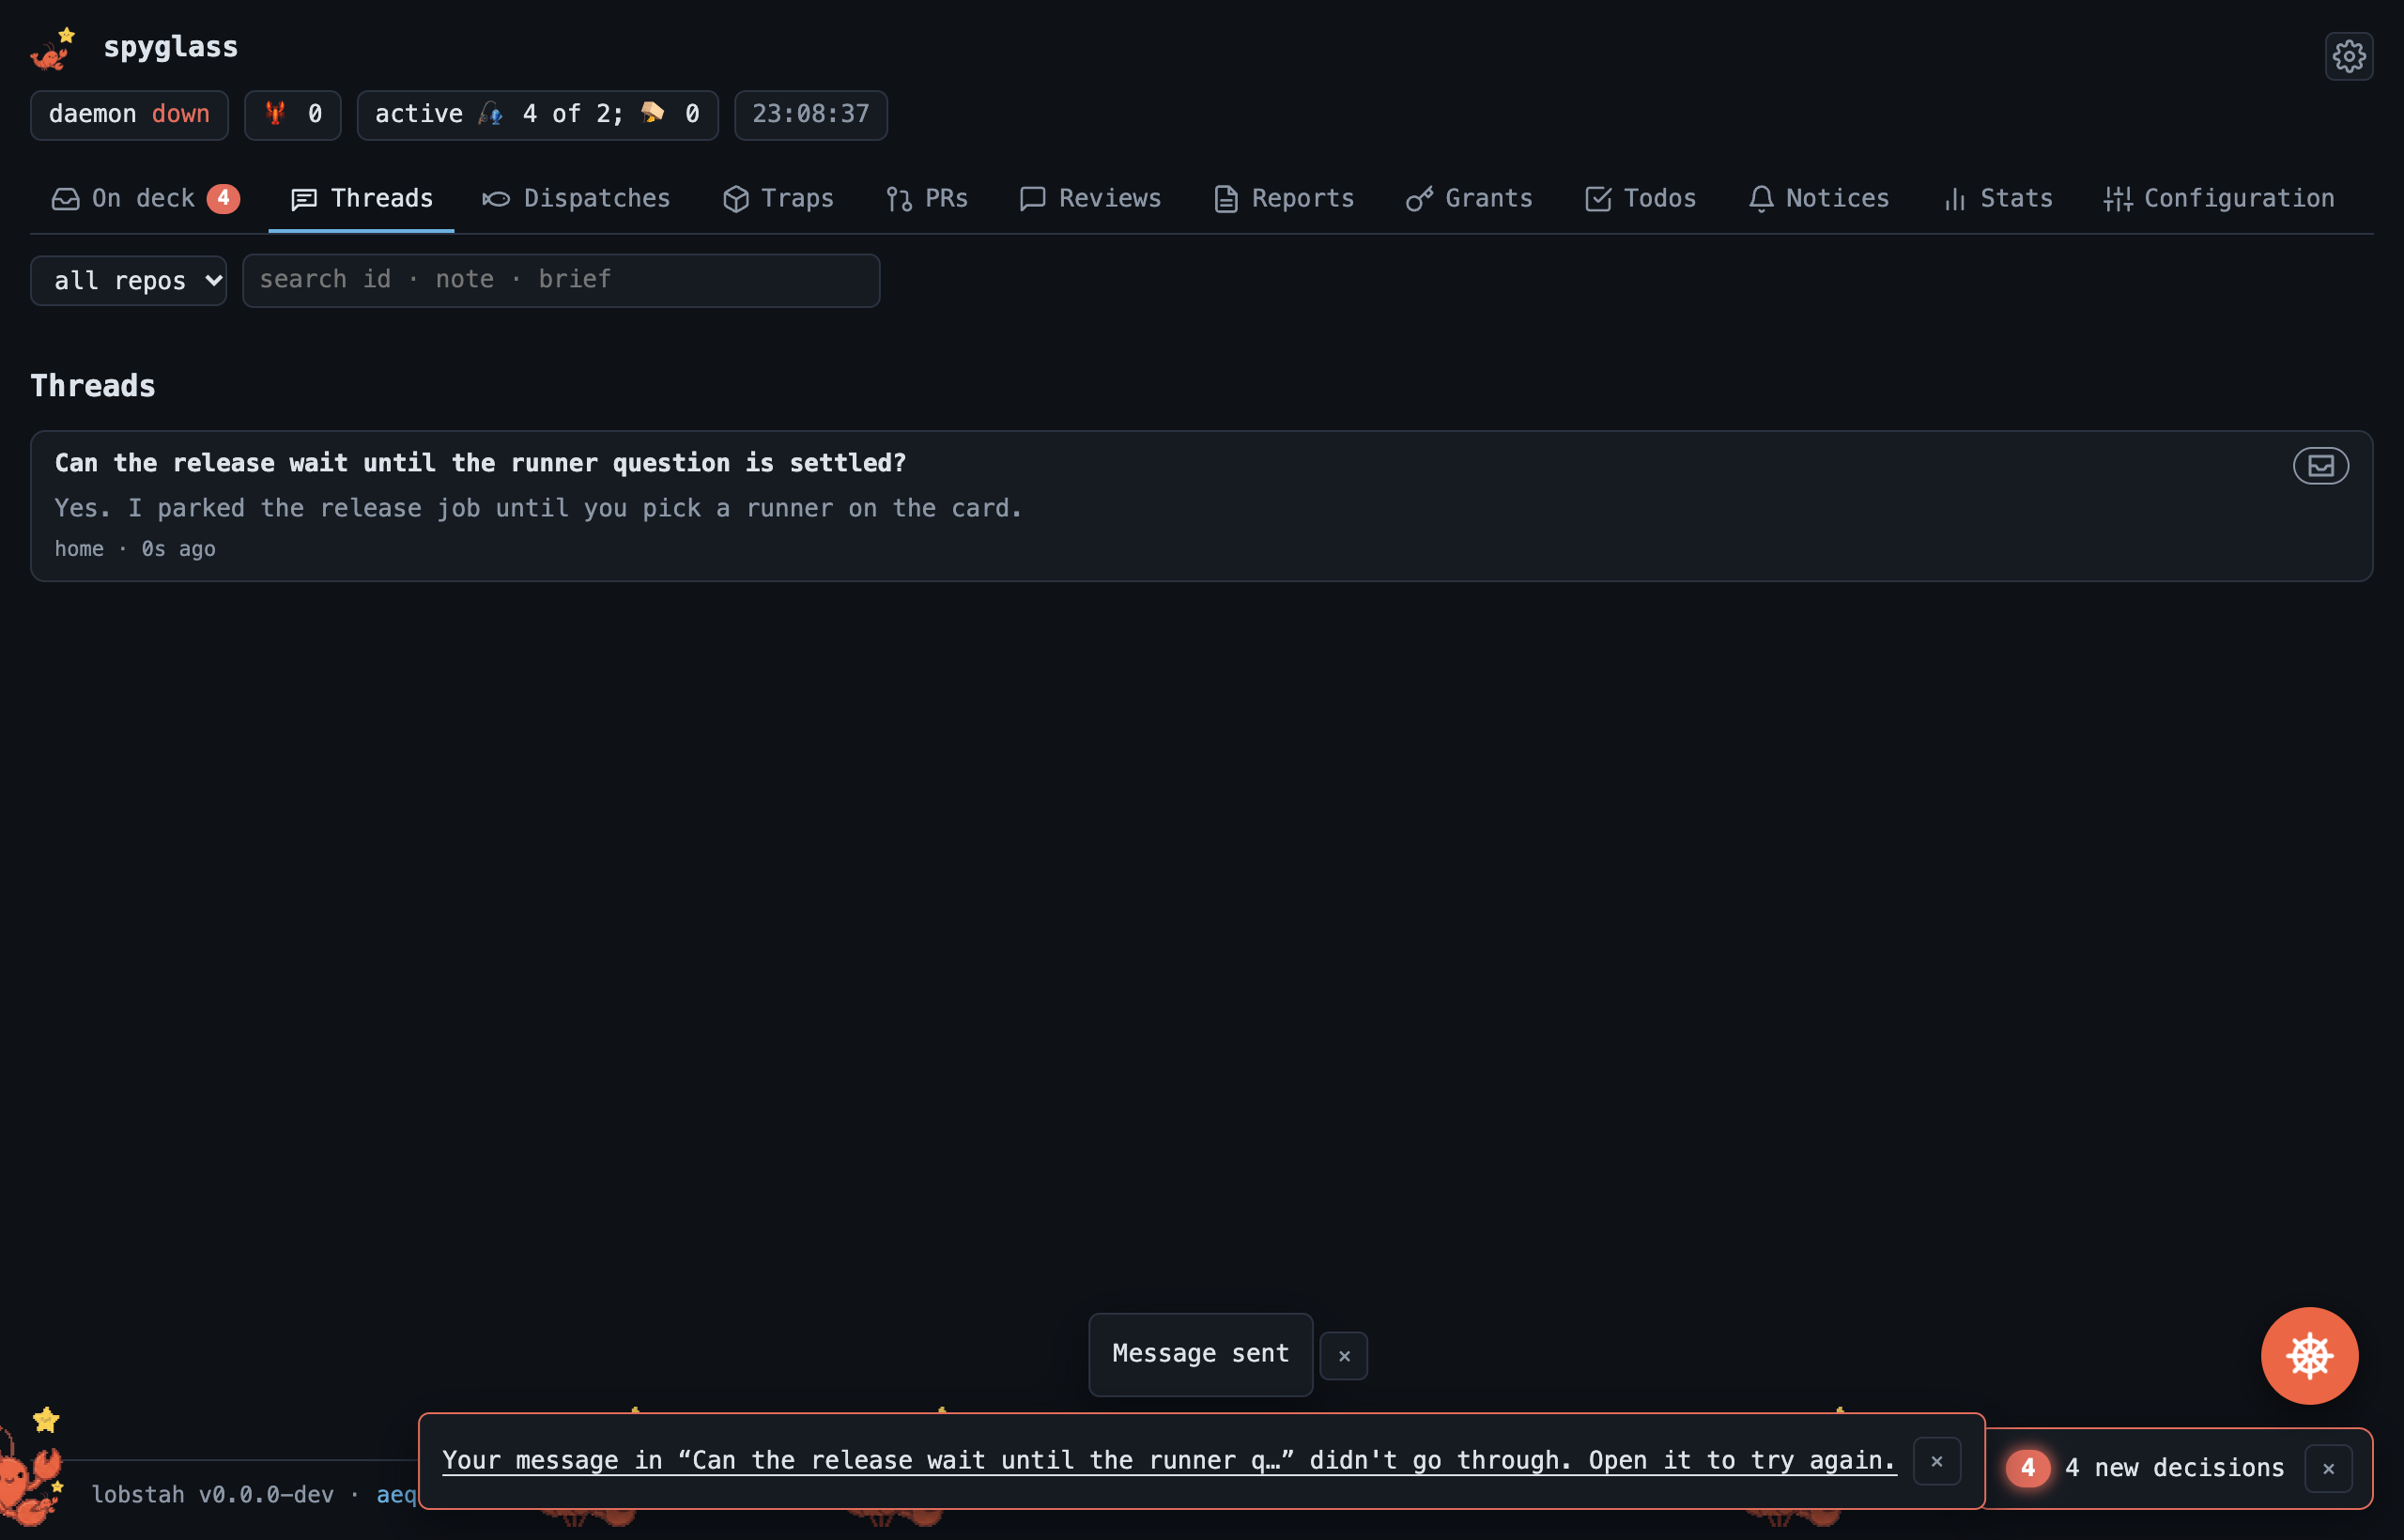 spyglass
daemon down
0
active 4 of 2; 0
23:08:37
On deck 4
Threads
Dispatches
Traps
PRs
Reviews
Reports
Grants
Todos
Notices
Stats
Configuration
all repos
search id · note · brief
Threads
Can the release wait until the runner question is settled?
Yes. I parked the release job until you pick a runner on the card.
home · 0s ago
Message sent ×
Your message in “Can the release wait until the runner q…” didn't go through. Open it to try again. ×
4 4 new decisions ×
lobstah v0.0.0-dev · aeq